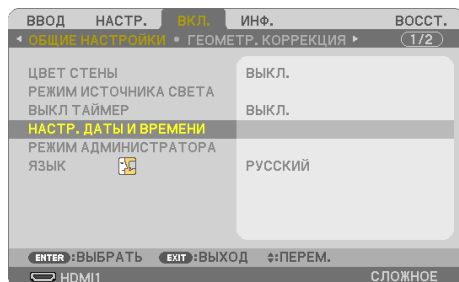 ВВОД НАСТР. ВКЛ. ИНФ. ВОССТ.
ОБЩИЕ НАСТРОЙКИ • ГЕОМЕТР. КОРРЕКЦИЯ 1/2
ЦВЕТ СТЕНЫ ВЫКЛ.
РЕЖИМ ИСТОЧНИКА СВЕТА
ВЫКЛ ТАЙМЕР ВЫКЛ.
НАСТР. ДАТЫ И ВРЕМЕНИ
РЕЖИМ АДМИНИСТРАТОРА
ЯЗЫК РУССКИЙ
ENTER :ВЫБРАТЬ EXIT :ВЫХОД :ПЕРЕМ.
HDMI1 СЛОЖНОЕ